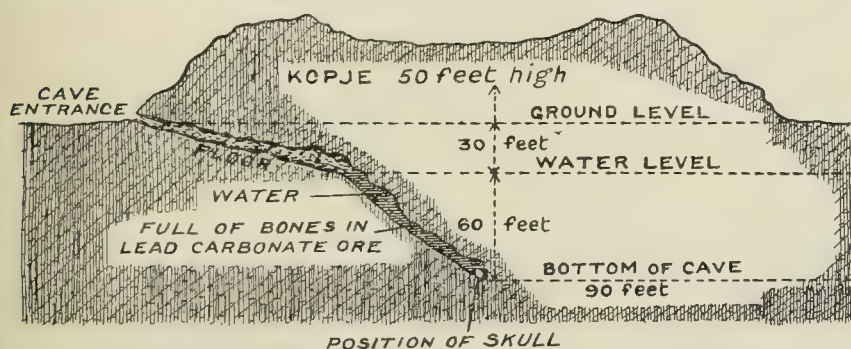 KOPJE 50 feet high
CAVE
ENTRANCE
GROUND LEVEL
30 feet
FLOOR
WATER LEVEL
WATER
FULL OF BONES IN
LEAD CARBONATE ORE
60 feet
BOTTOM OF CAVE
90 feet
POSITION OF SKULL